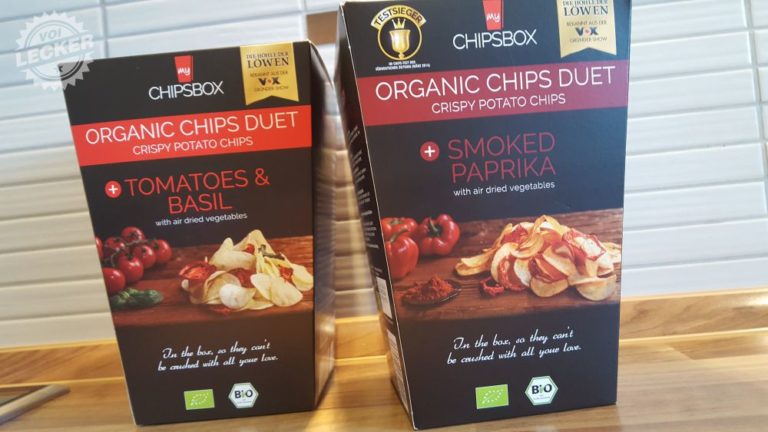 VOI
LECKER
my
CHIPSBOX
DIE HÖHLE DER
LÖWEN
BEKANNT AUS DER
VOX
GRÜNDER-SHOW
ORGANIC CHIPS DUET
CRISPY POTATO CHIPS
+ TOMATOES &
BASIL
with air dried vegetables
In the box, so they can't
be crushed with all your love.
BIO
TESTSIEGER
my
CHIPSBOX
DIE HÖHLE DER
LÖWEN
BEKANNT AUS DER
VOX
GRÜNDER-SHOW
ORGANIC CHIPS DUET
CRISPY POTATO CHIPS
+ SMOKED
PAPRIKA
with air dried vegetables
In the box, so they can't
be crushed with all your love.
BIO